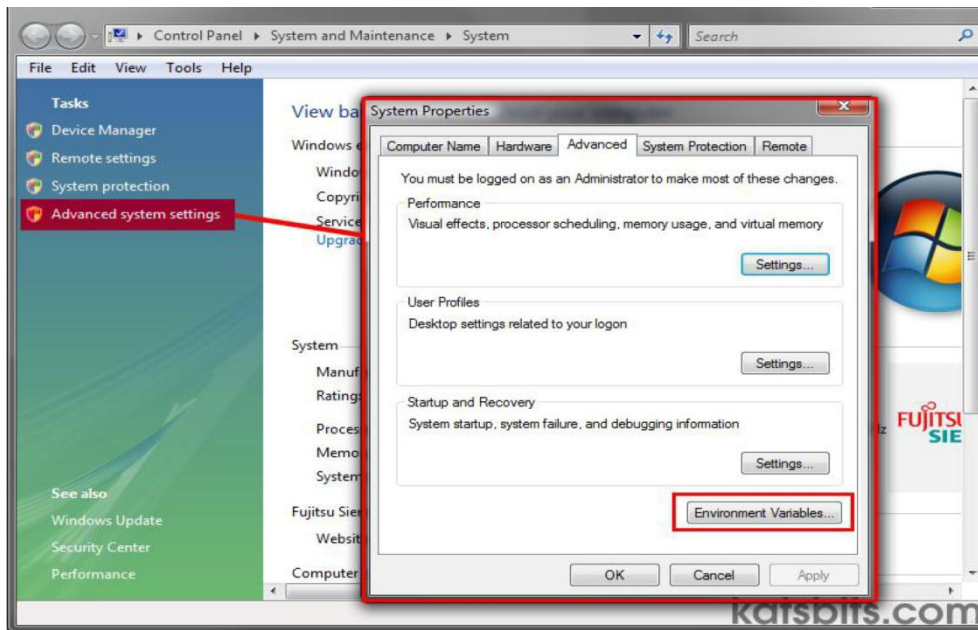 Control Panel System and Maintenance System Search
File Edit View Tools Help
Tasks
Device Manager
Remote settings
System protection
Advanced system settings
See also
Windows Update
Security Center
Performance
View ba
Windows e
Windo
Copyri
Service
Upgra
System
Manuf
Rating
Proces
Memo
System
Fujitsu Sie
Websit
Computer
System Properties
Computer Name Hardware Advanced System Protection Remote
You must be logged on as an Administrator to make most of these changes.
Performance
Visual effects, processor scheduling, memory usage, and virtual memory
Settings...
User Profiles
Desktop settings related to your logon
Settings...
Startup and Recovery
System startup, system failure, and debugging information
Settings...
Environment Variables...
OK Cancel Apply
FUJITSU
SIE
katsbits.com